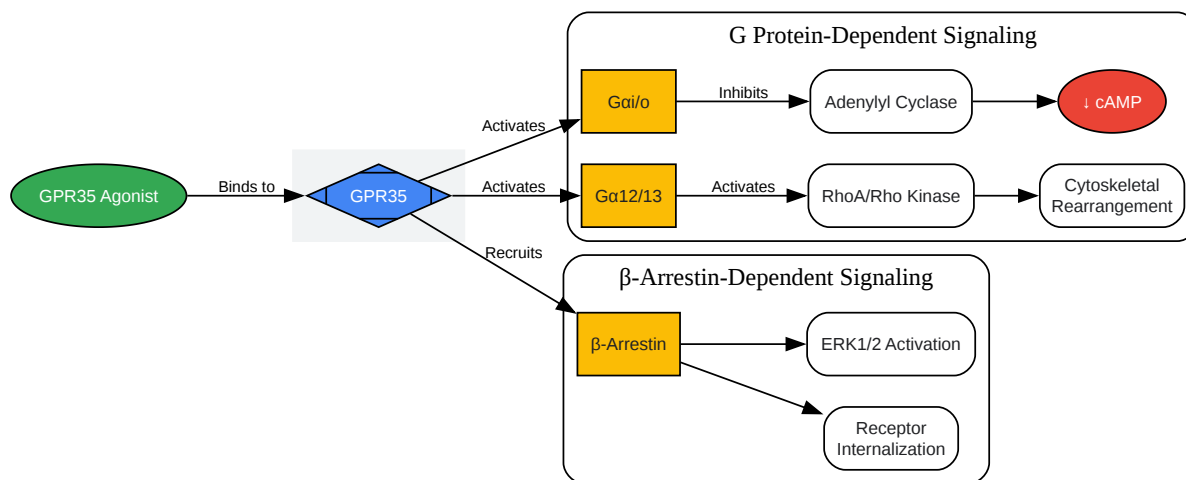 G Protein-Dependent Signaling
Gαi/o
Inhibits
Adenylyl Cyclase
↓ cAMP
Activates
GPR35 Agonist
Binds to
GPR35
Activates
Gα12/13
Activates
RhoA/Rho Kinase
Cytoskeletal
Rearrangement
Recruits
β-Arrestin-Dependent Signaling
β-Arrestin
ERK1/2 Activation
Receptor
Internalization